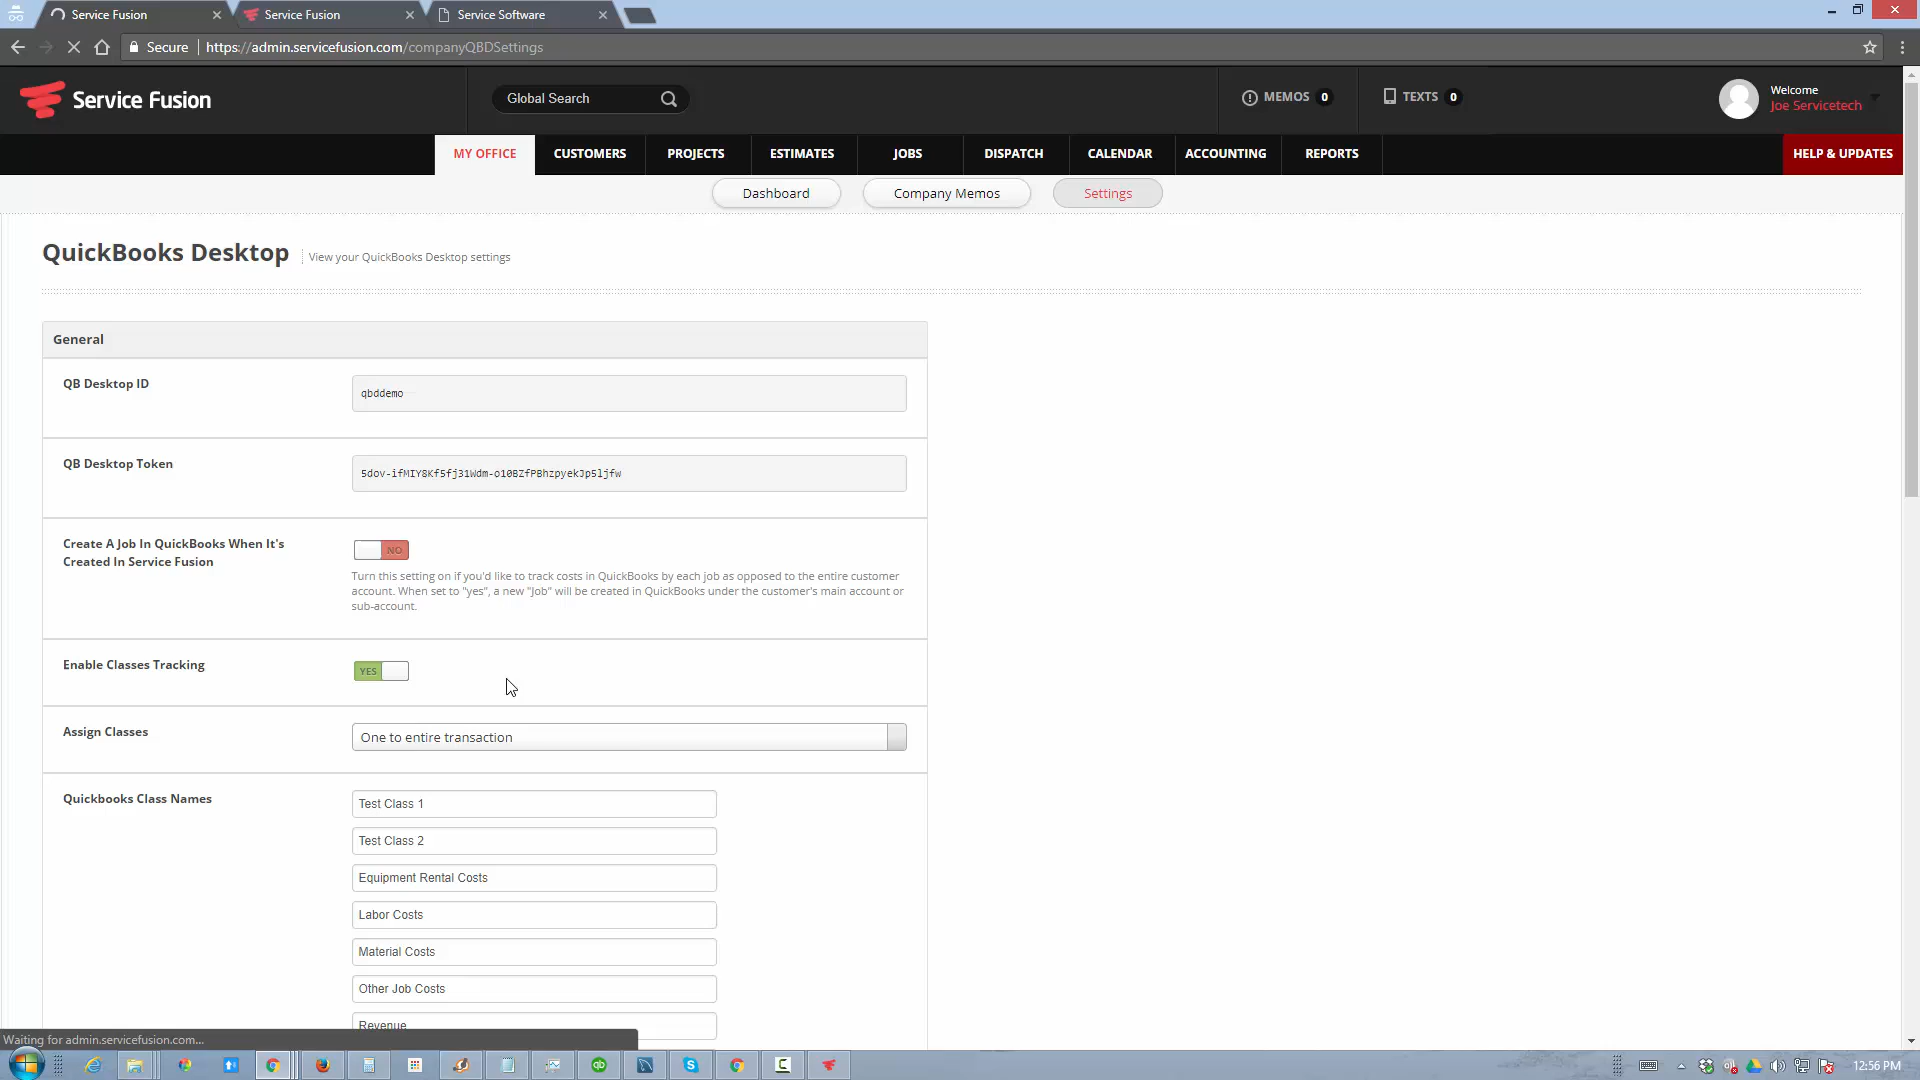 Service Fusion
Service Fusion
Service Software
Secure https://admin.servicefusion.com/companyQBDSettings
Service Fusion
Global Search
MEMOS 0
TEXTS 0
Welcome
Joe Servicetech
MY OFFICE CUSTOMERS PROJECTS ESTIMATES JOBS DISPATCH CALENDAR ACCOUNTING REPORTS HELP & UPDATES
Dashboard Company Memos Settings
QuickBooks Desktop View your QuickBooks Desktop settings
General
QB Desktop ID qbddemo
QB Desktop Token 5dov-ifMIY8Kf5fj31Wdm-o10BZfPBhzpyekJp5ljfw
Create A Job In QuickBooks When It's
Created In Service Fusion
NO
Turn this setting on if you'd like to track costs in QuickBooks by each job as opposed to the entire customer
account. When set to "yes", a new "Job" will be created in QuickBooks under the customer's main account or
sub-account.
Enable Classes Tracking YES
Assign Classes One to entire transaction
Quickbooks Class Names Test Class 1
Test Class 2
Equipment Rental Costs
Labor Costs
Material Costs
Other Job Costs
Revenue
Waiting for admin.servicefusion.com...
12:56 PM